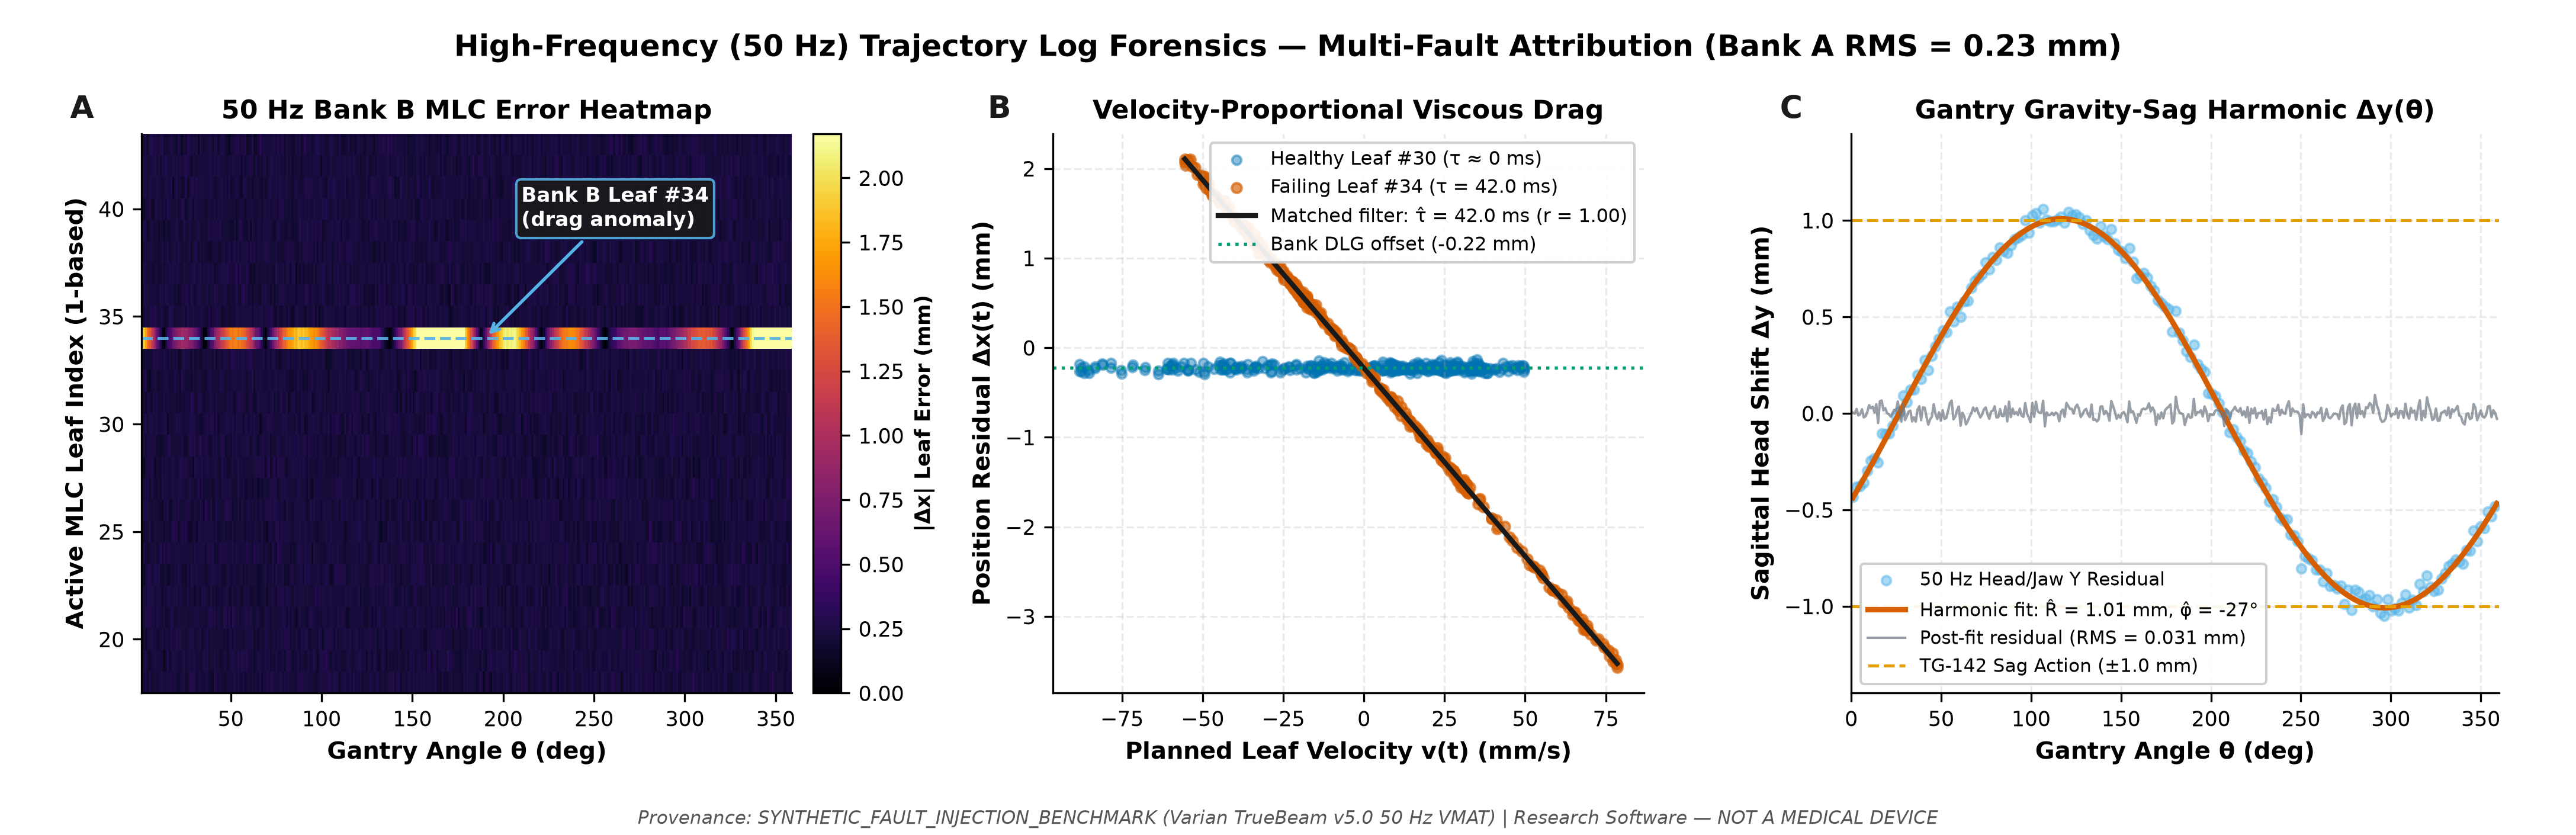 High-Frequency (50 Hz) Trajectory Log Forensics — Multi-Fault Attribution (Bank A RMS = 0.23 mm)
A
50 Hz Bank B MLC Error Heatmap
Active MLC Leaf Index (1-based)
40
35
30
25
20
Bank B Leaf #34
(drag anomaly)
50 100 150 200 250 300 350
Gantry Angle θ (deg)
2.00
1.75
1.50
1.25
1.00
0.75
0.50
0.25
0.00
|Δx| Leaf Error (mm)
B
Velocity-Proportional Viscous Drag
Position Residual Δx(t) (mm)
2
1
0
−1
−2
−3
Healthy Leaf #30 (τ ≈ 0 ms)
Failing Leaf #34 (τ = 42.0 ms)
Matched filter: τ̂ = 42.0 ms (r = 1.00)
Bank DLG offset (-0.22 mm)
−75 −50 −25 0 25 50 75
Planned Leaf Velocity v(t) (mm/s)
C
Gantry Gravity-Sag Harmonic Δy(θ)
Sagittal Head Shift Δy (mm)
1.0
0.5
0.0
−0.5
−1.0
50 Hz Head/Jaw Y Residual
Harmonic fit: R̂ = 1.01 mm, φ̂ = -27°
Post-fit residual (RMS = 0.031 mm)
TG-142 Sag Action (±1.0 mm)
0 50 100 150 200 250 300 350
Gantry Angle θ (deg)
Provenance: SYNTHETIC_FAULT_INJECTION_BENCHMARK (Varian TrueBeam v5.0 50 Hz VMAT) | Research Software — NOT A MEDICAL DEVICE